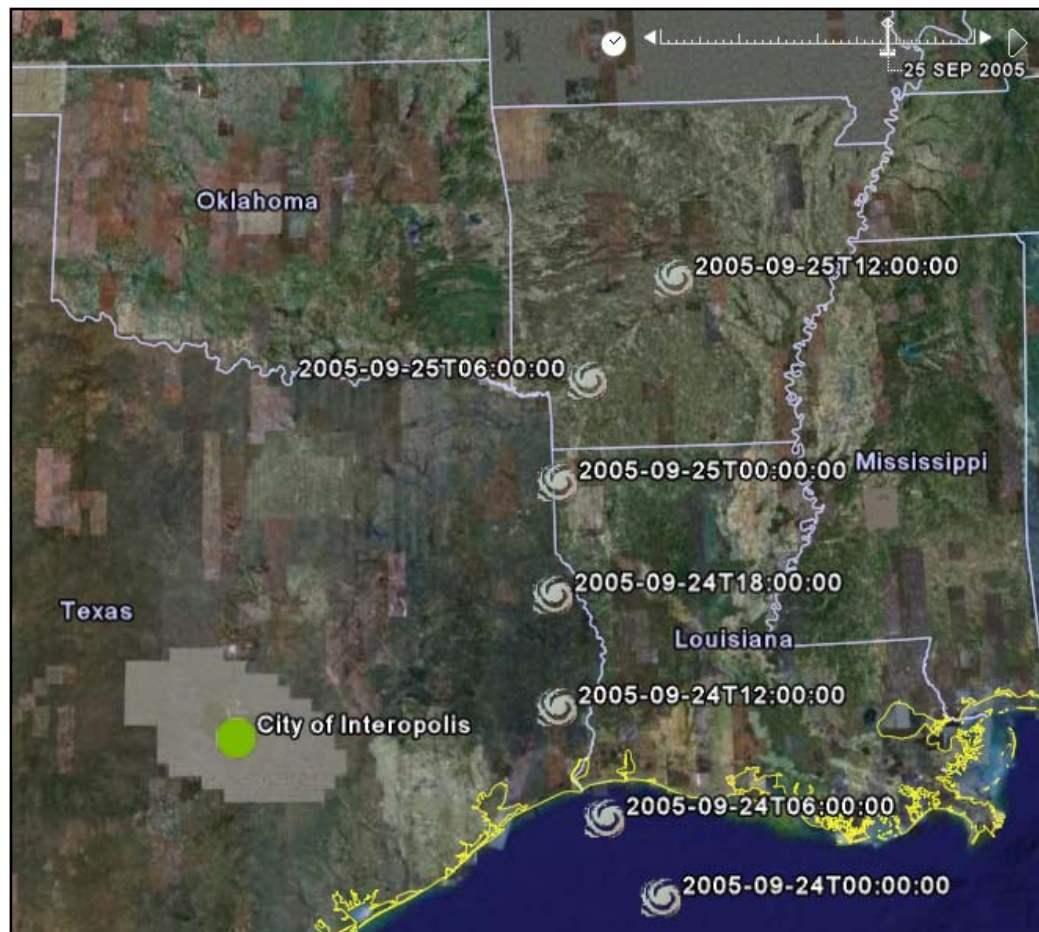 25 SEP 2005
Oklahoma
2005-09-25T12:00:00
2005-09-25T06:00:00
2005-09-25T00:00:00
Mississippi
2005-09-24T18:00:00
Texas
Louisiana
2005-09-24T12:00:00
City of Interopolis
2005-09-24T06:00:00
2005-09-24T00:00:00